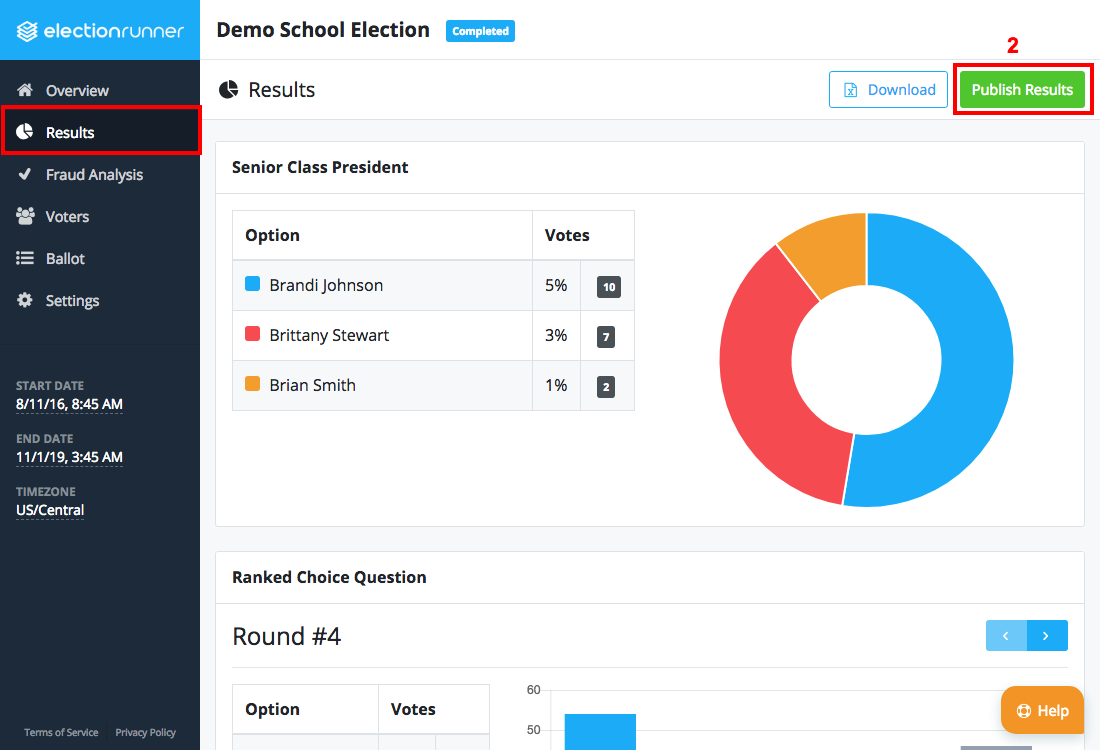 electionrunner
Demo School Election Completed
2
Overview
Results
Fraud Analysis
Voters
Ballot
Settings
START DATE
8/11/16, 8:45 AM
END DATE
11/1/19, 3:45 AM
TIMEZONE
US/Central
Terms of Service Privacy Policy
Results Download Publish Results
Senior Class President
Option Votes
Brandi Johnson 5% 10
Brittany Stewart 3% 7
Brian Smith 1% 2
Ranked Choice Question
Round #4
Option Votes
60
50
Help